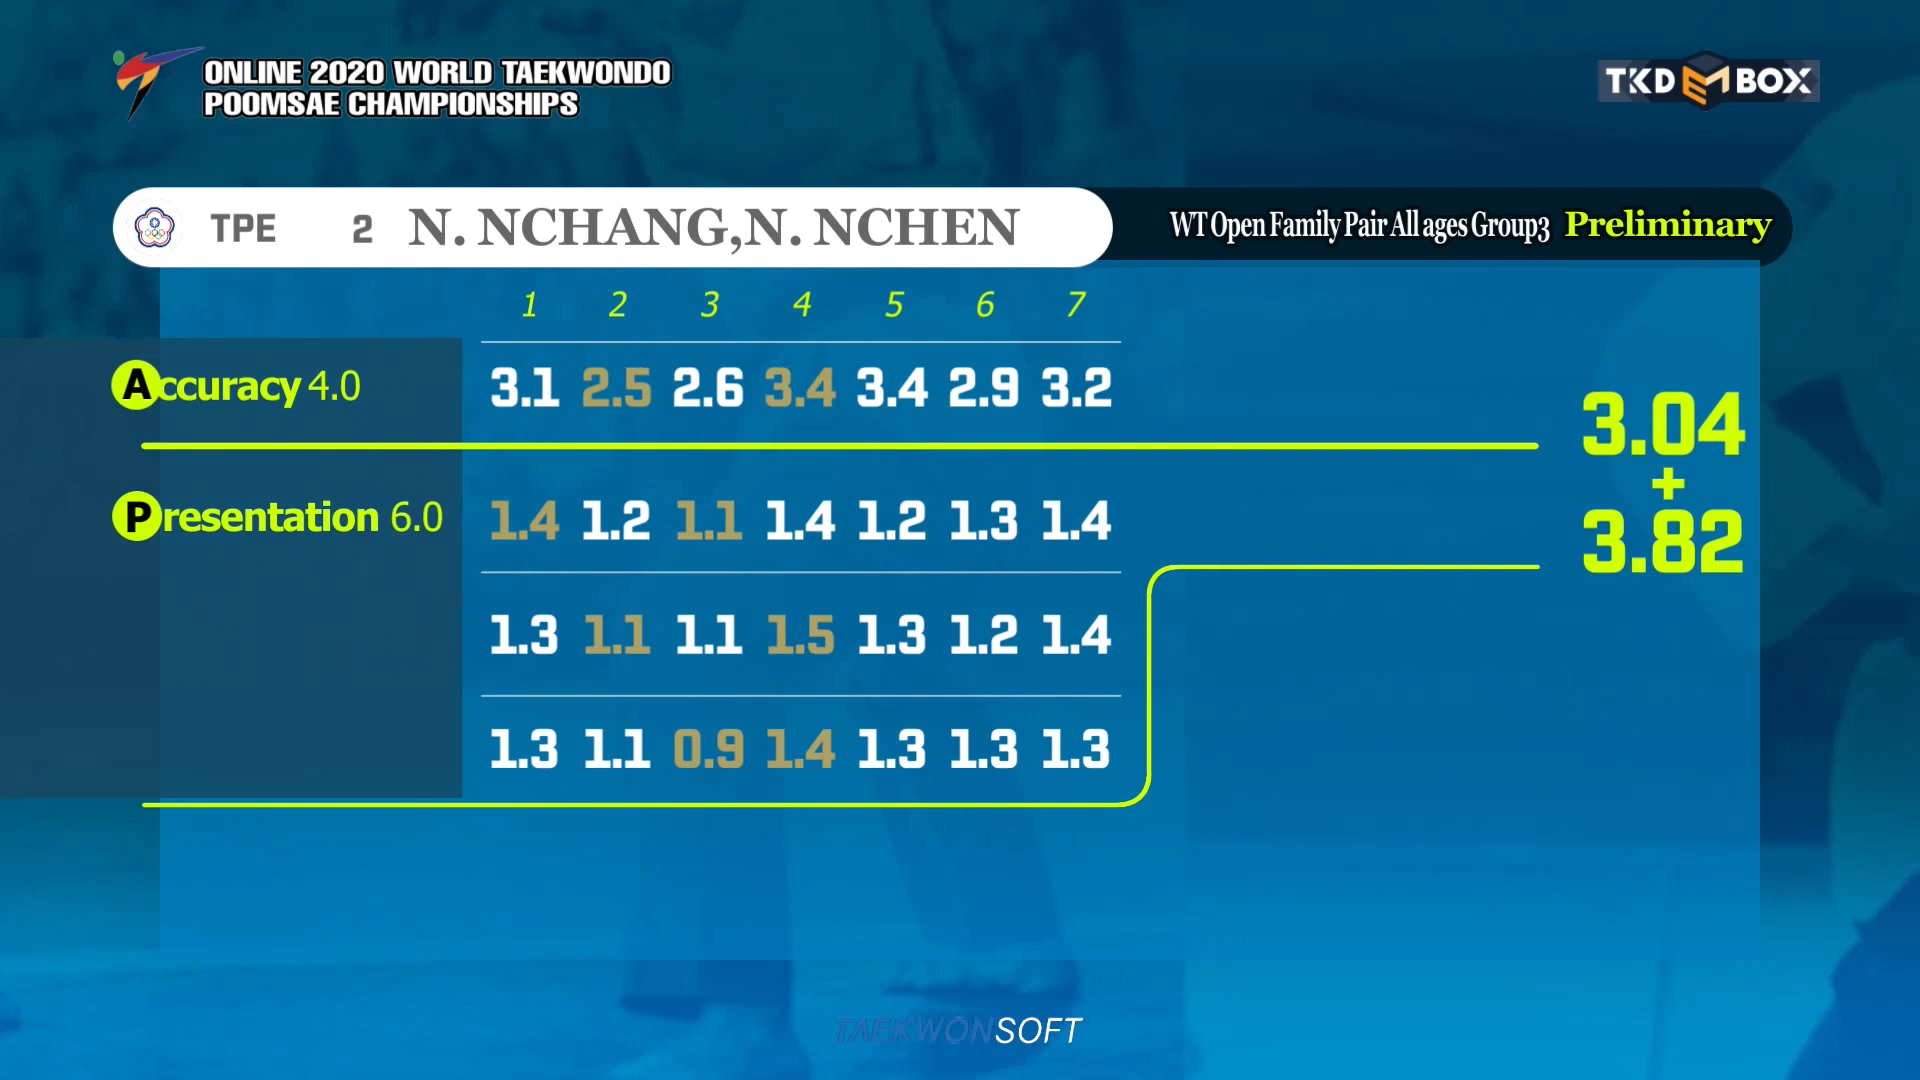 ONLINE 2020 WORLD TAEKWONDO
POOMSAE CHAMPIONSHIPS
TKD BOX
TPE 2 N. NCHANG,N. NCHEN
WT Open Family Pair All ages Group3 Preliminary
1 2 3 4 5 6 7
Accuracy 4.0 3.1 2.5 2.6 3.4 3.4 2.9 3.2
3.04
+
3.82
Presentation 6.0 1.4 1.2 1.1 1.4 1.2 1.3 1.4
1.3 1.1 1.1 1.5 1.3 1.2 1.4
1.3 1.1 0.9 1.4 1.3 1.3 1.3
TAEKWONSOFT